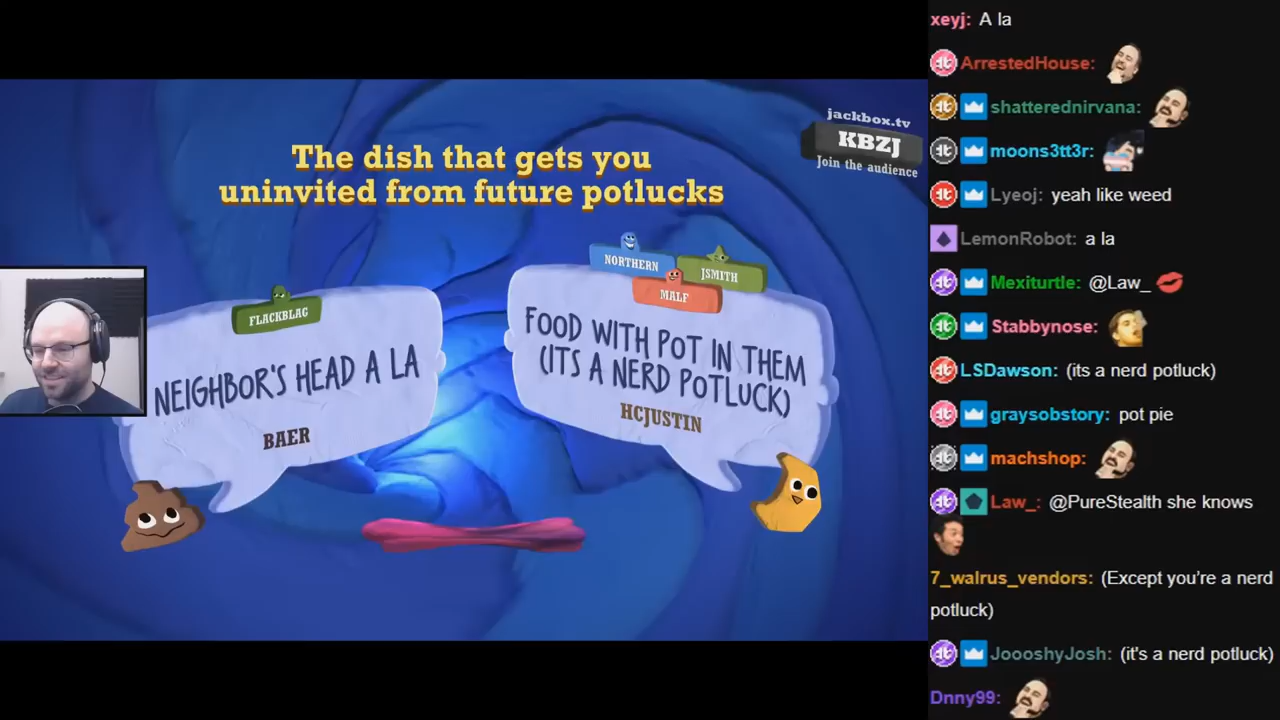 The dish that gets you
uninvited from future potlucks
jackbox.tv
KBZJ
Join the audience
FLACKBLAG
NEIGHBOR'S HEAD A LA
BAER
NORTHERN
JSMITH
MALF
FOOD WITH POT IN THEM
(ITS A NERD POTLUCK)
HCJUSTIN
xeyj: A la
ArrestedHouse:
shatterednirvana:
moons3tt3r:
Lyeoj: yeah like weed
LemonRobot: a la
Mexiturtle: @Law_
Stabbynose:
LSDawson: (its a nerd potluck)
graysobstory: pot pie
machshop:
Law_: @PureStealth she knows
7_walrus_vendors: (Except you're a nerd
potluck)
JoooshyJosh: (it's a nerd potluck)
Dnny99: